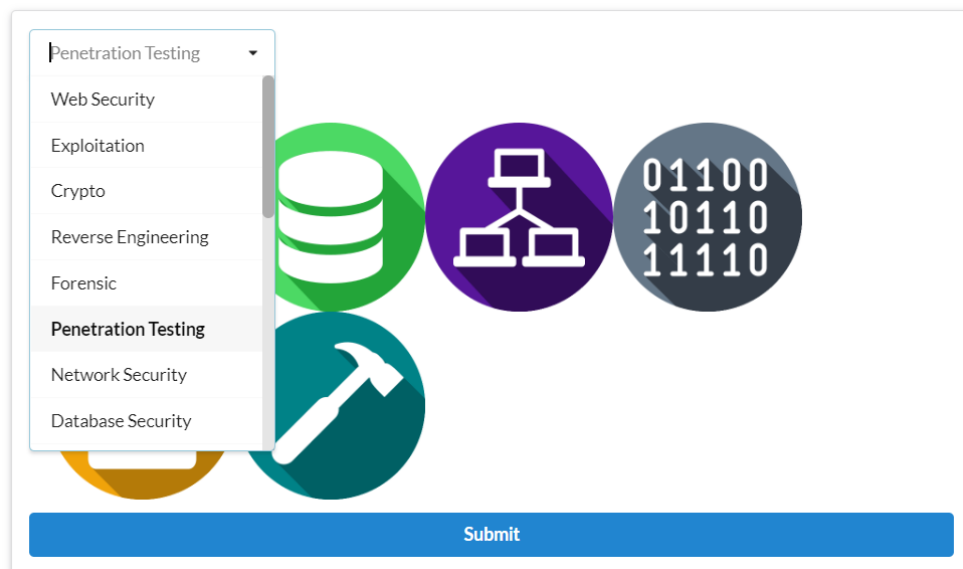 Penetration Testing
Web Security
Exploitation
Crypto
Reverse Engineering
Forensic
Penetration Testing
Network Security
Database Security
01100
10110
11110
Submit